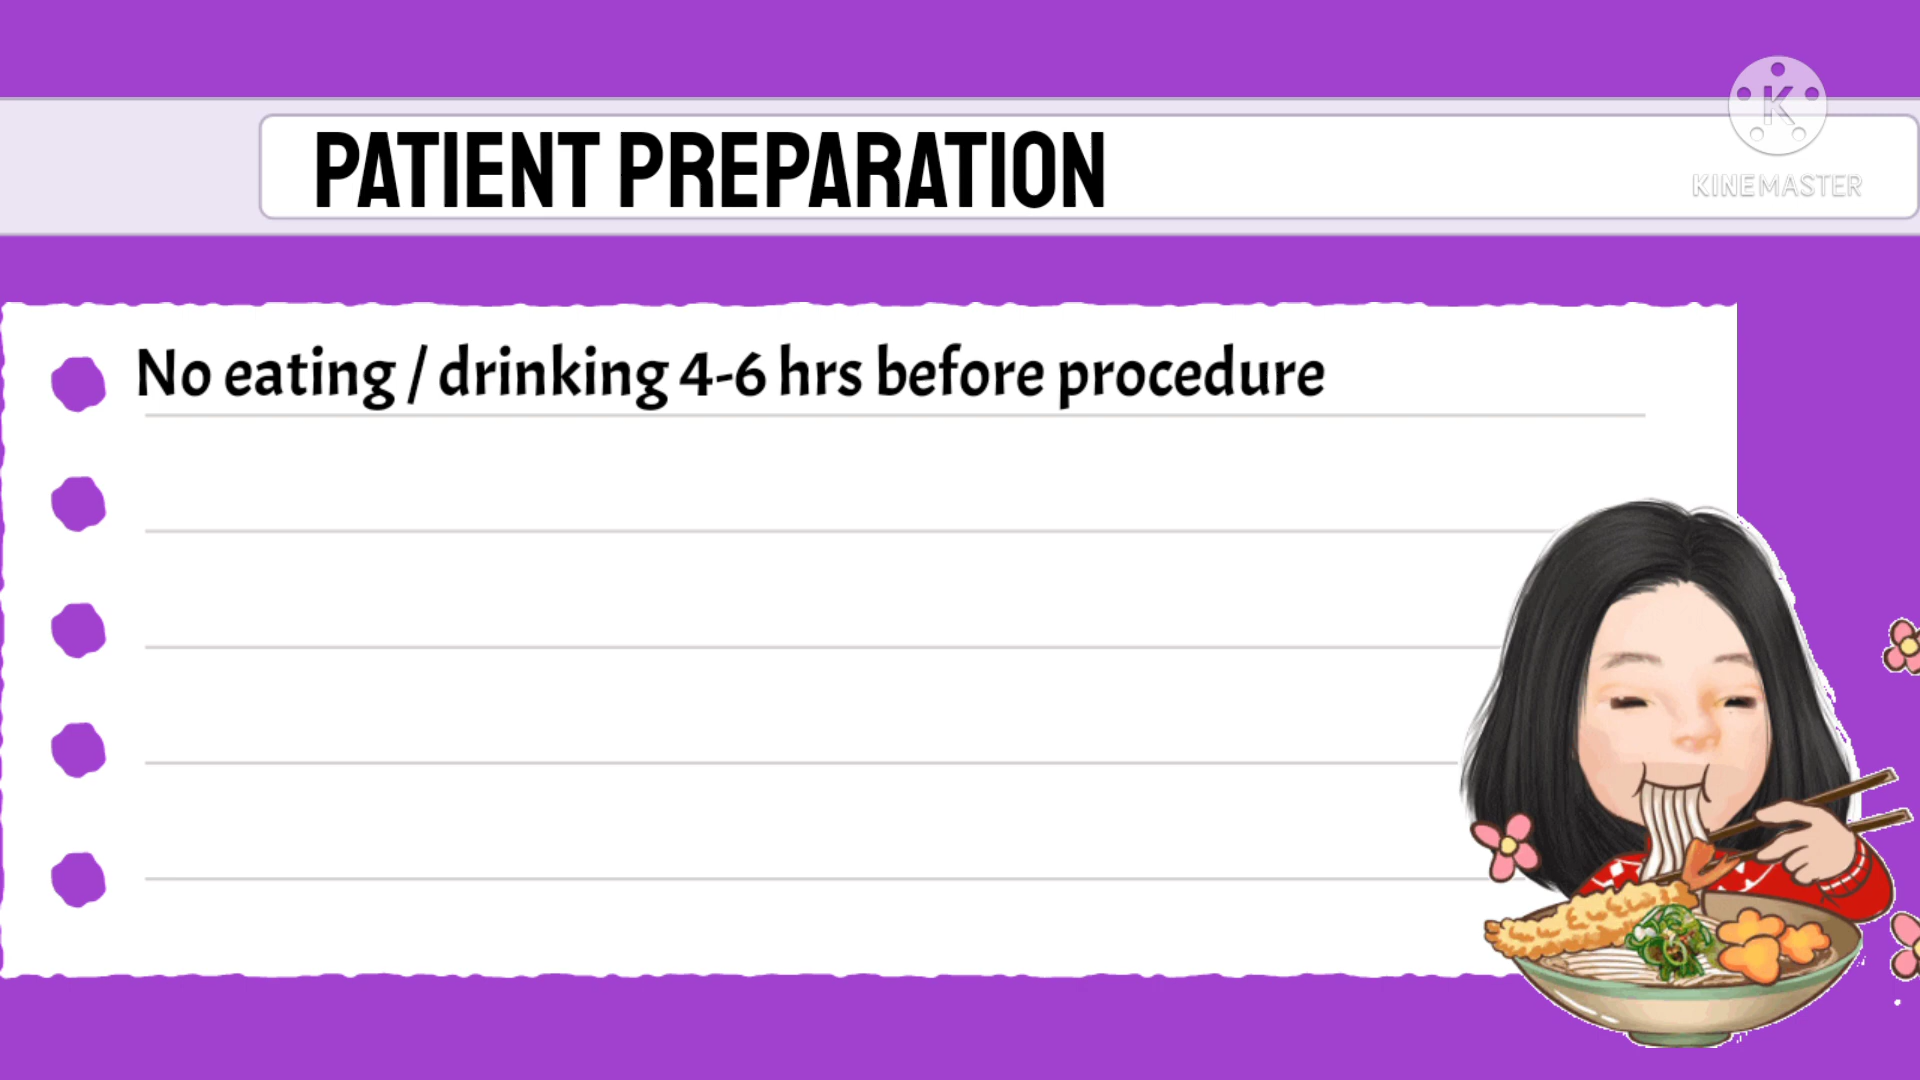 PATIENT PREPARATION
K
KINEMASTER
No eating / drinking 4-6 hrs before procedure